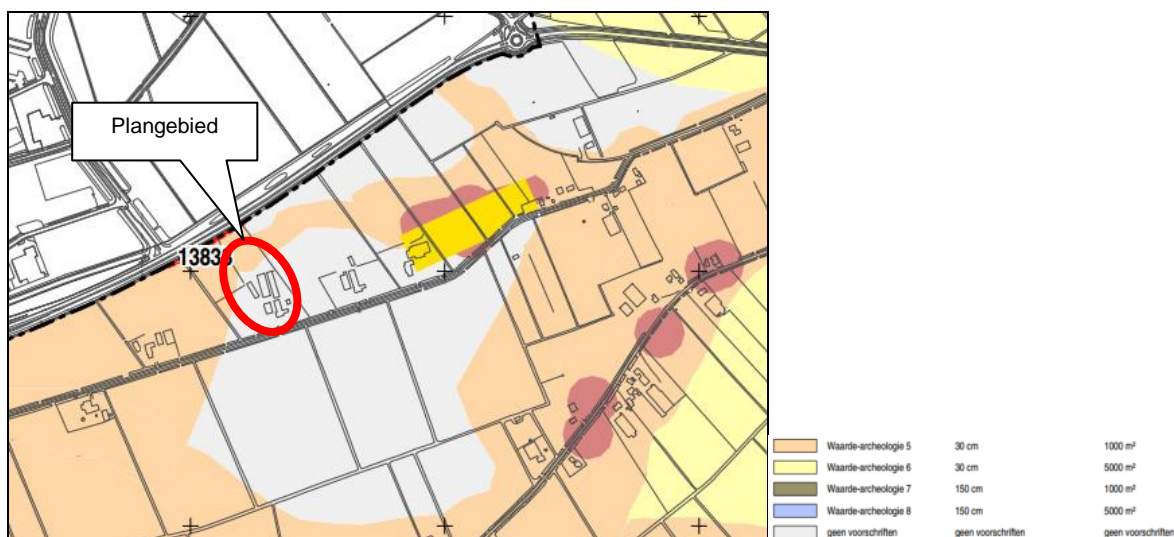 Plangebied
1383
Waarde-archeologie 5 30 cm 1000 m²
Waarde-archeologie 6 30 cm 5000 m²
Waarde-archeologie 7 150 cm 1000 m²
Waarde-archeologie 8 150 cm 5000 m²
geen voorschriften geen voorschriften geen voorschriften